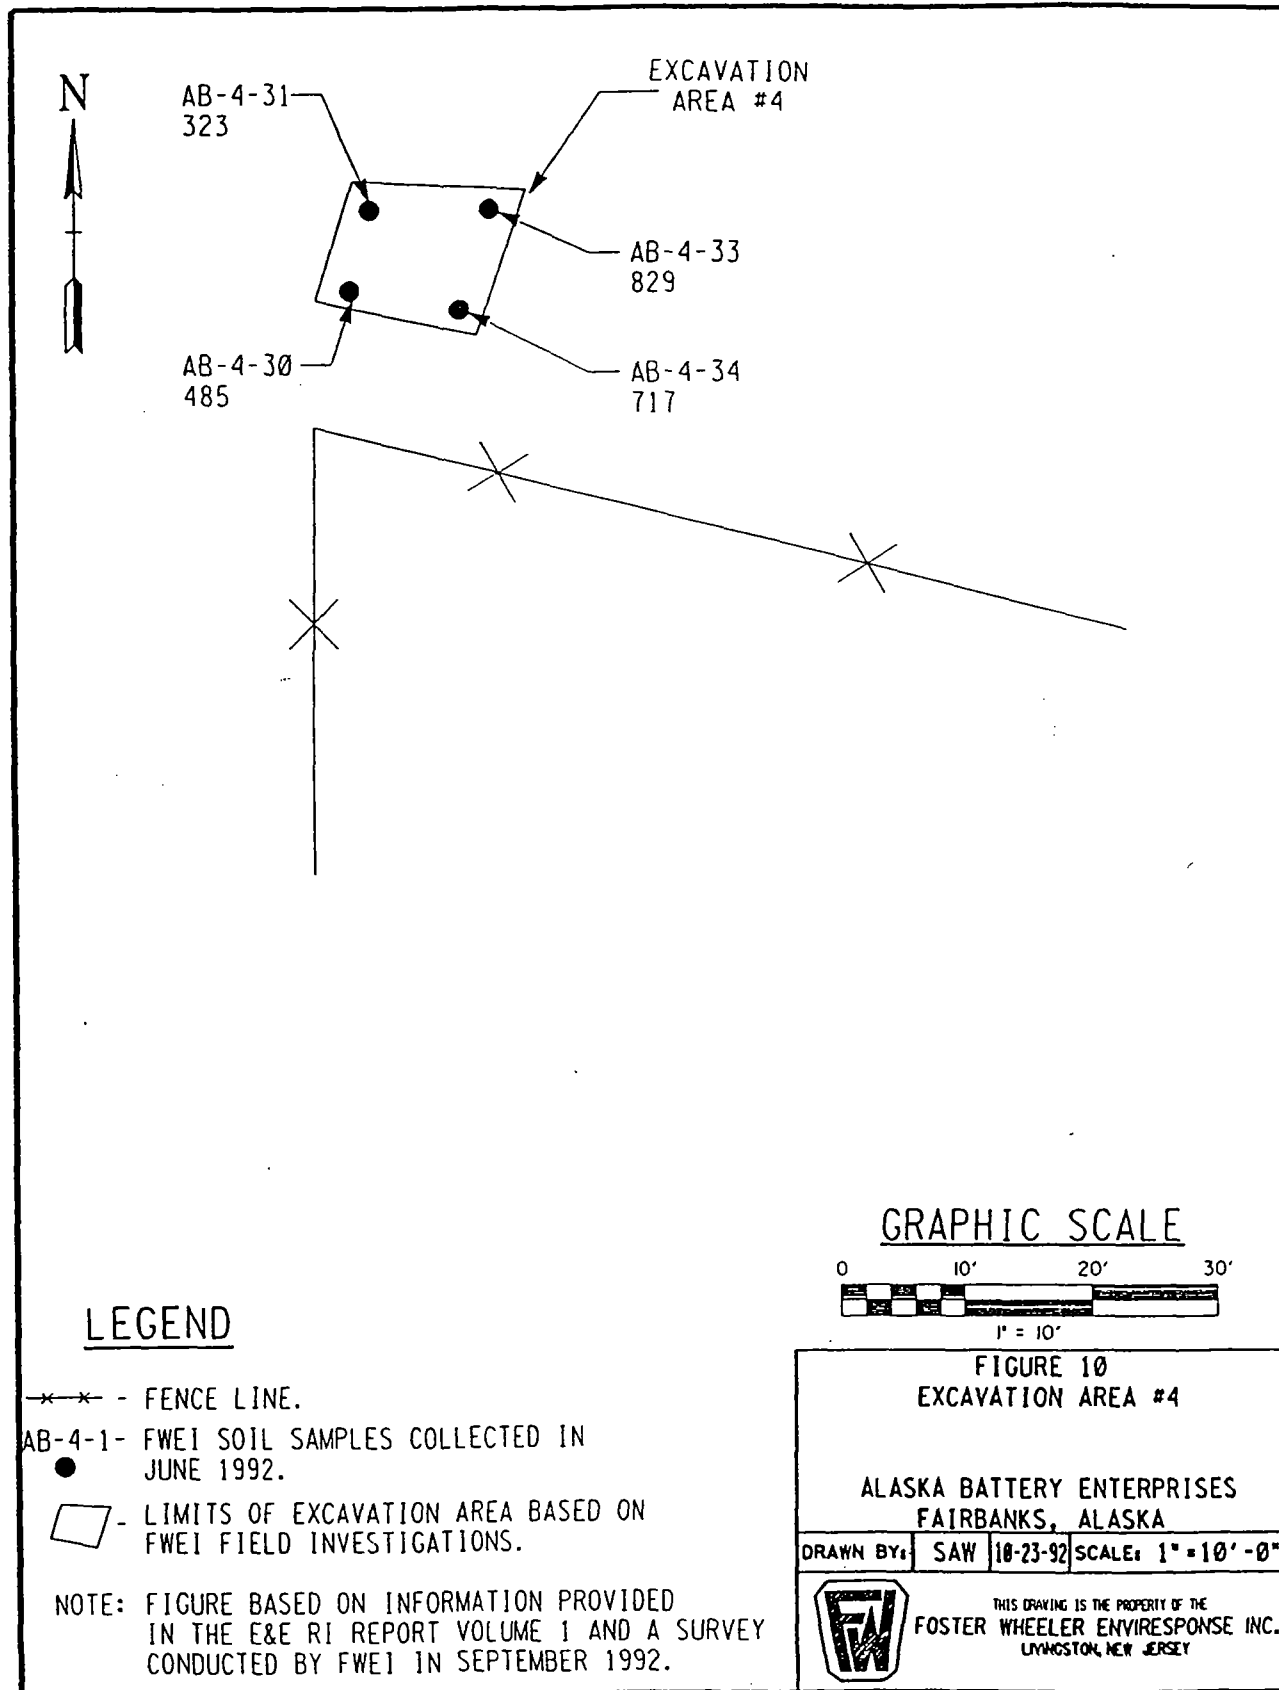 N
AB-4-31
323
EXCAVATION
AREA #4
AB-4-33
829
AB-4-30
485
AB-4-34
717
GRAPHIC SCALE
0 10' 20' 30'
1" = 10'
LEGEND
- FENCE LINE.
AB-4-1- FWEI SOIL SAMPLES COLLECTED IN
JUNE 1992.
- LIMITS OF EXCAVATION AREA BASED ON
FWEI FIELD INVESTIGATIONS.
NOTE: FIGURE BASED ON INFORMATION PROVIDED
IN THE E&E RI REPORT VOLUME 1 AND A SURVEY
CONDUCTED BY FWEI IN SEPTEMBER 1992.
FIGURE 10
EXCAVATION AREA #4
ALASKA BATTERY ENTERPRISES
FAIRBANKS, ALASKA
DRAWN BY: SAW 10-23-92 SCALE: 1" = 10'-0"
FW
THIS DRAWING IS THE PROPERTY OF THE
FOSTER WHEELER ENVIRESPONSE INC.
LIVINGSTON, NEW JERSEY